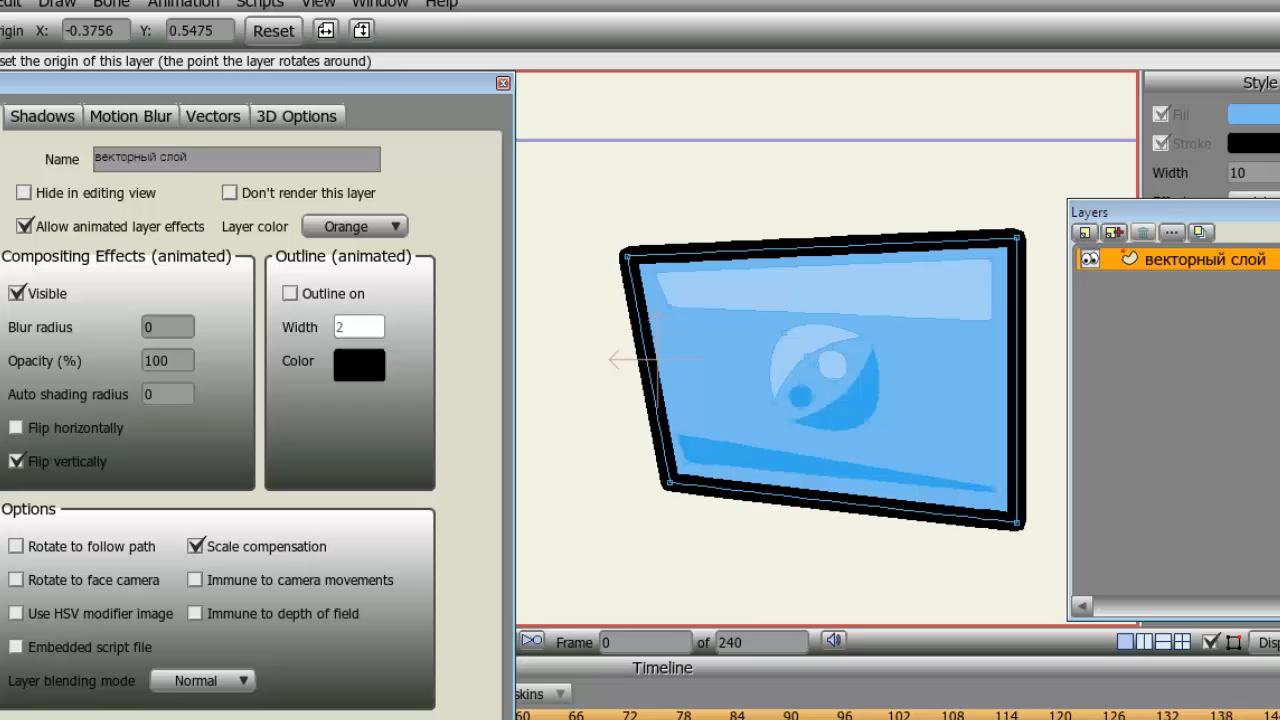 Edit Draw Bone Animation Scripts View Window Help
igin X: -0.3756 Y: 0.5475 Reset
set the origin of this layer (the point the layer rotates around)
Shadows Motion Blur Vectors 3D Options
Name векторный слой
Hide in editing view Don't render this layer
Allow animated layer effects Layer color Orange
Compositing Effects (animated)
Visible
Blur radius 0
Opacity (%) 100
Auto shading radius 0
Flip horizontally
Flip vertically
Outline (animated)
Outline on
Width 2
Color
Options
Rotate to follow path Scale compensation
Rotate to face camera Immune to camera movements
Use HSV modifier image Immune to depth of field
Embedded script file
Layer blending mode Normal
Style
Fill
Stroke
Width 10
Layers
векторный слой
Frame 0 of 240
Disp
Timeline
skins
60 66 72 78 84 90 96 102 108 114 120 126 132 138 14